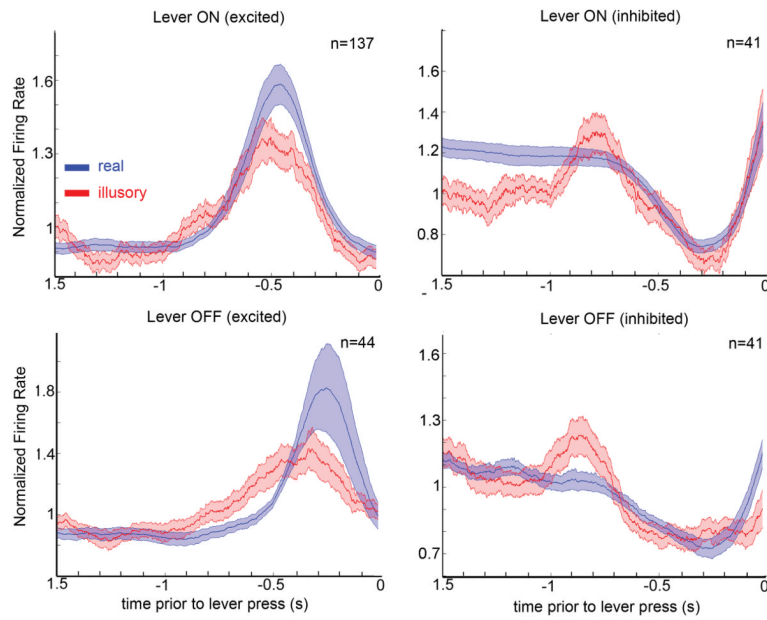 Lever ON (excited)
n=137
Normalized Firing Rate
1.6
1.3
1
real
illusory
1.5
-1
-0.5
0
Lever ON (inhibited)
n=41
-
1.6
1.4
1.2
1
0.8
-
1.5
-1
-0.5
0
Lever OFF (excited)
n=44
Normalized Firing Rate
1.8
1.4
1
1.5
-1
-0.5
0
time prior to lever press (s)
Lever OFF (inhibited)
n=41
1.6
1.3
1
0.7
1.5
-1
-0.5
0
time prior to lever press (s)